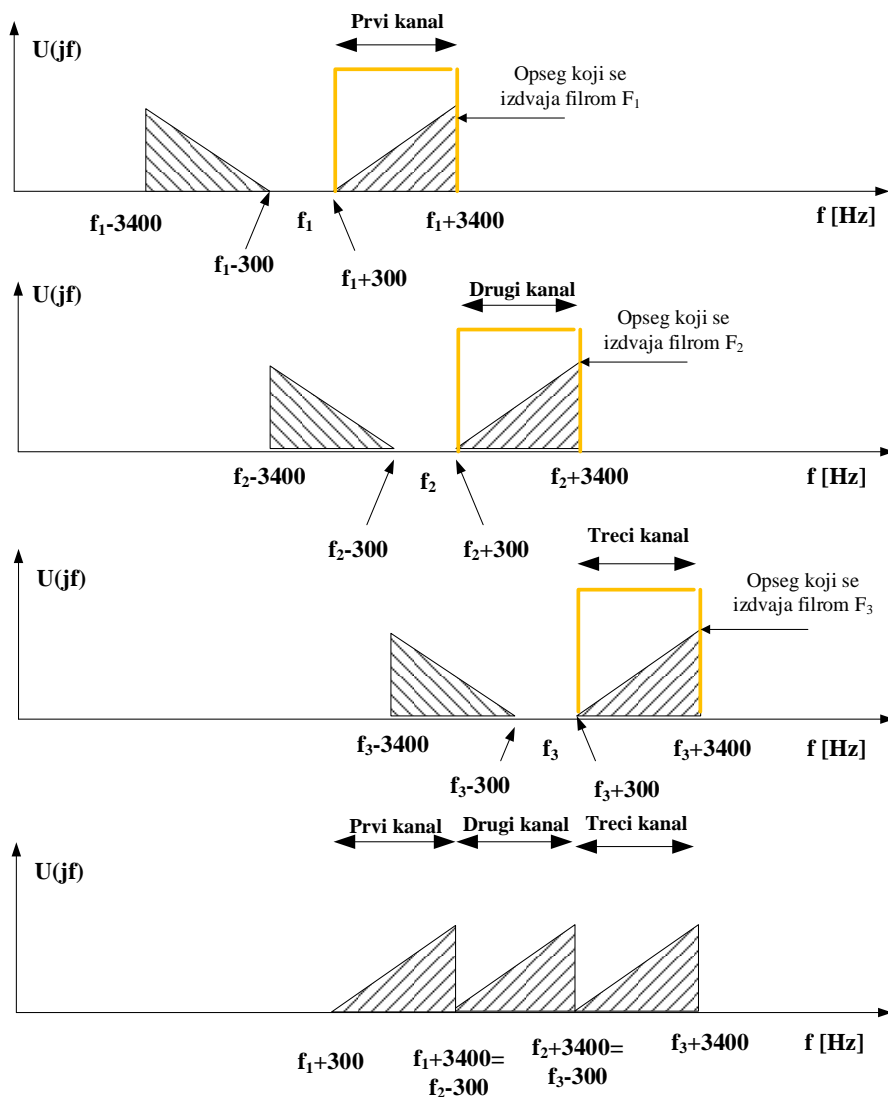 Prvi kanal
U(jf)
Opseg koji se
izdvaja filrom F₁
f₁-3400
f₁
f₁+3400
f [Hz]
f₁-300
f₁+300
U(jf)
Drugi kanal
Opseg koji se
izdvaja filrom F₂
f₂-3400
f₂
f₂+3400
f [Hz]
f₂-300
f₂+300
Treci kanal
U(jf)
Opseg koji se
izdvaja filrom F₃
f₃-3400
f₃
f₃+3400
f [Hz]
f₃-300
f₃+300
Prvi kanal
Drugi kanal
Treci kanal
U(jf)
f₁+300
f₁+3400=
f₂-300
f₂+3400=
f₃-300
f₃+3400
f [Hz]